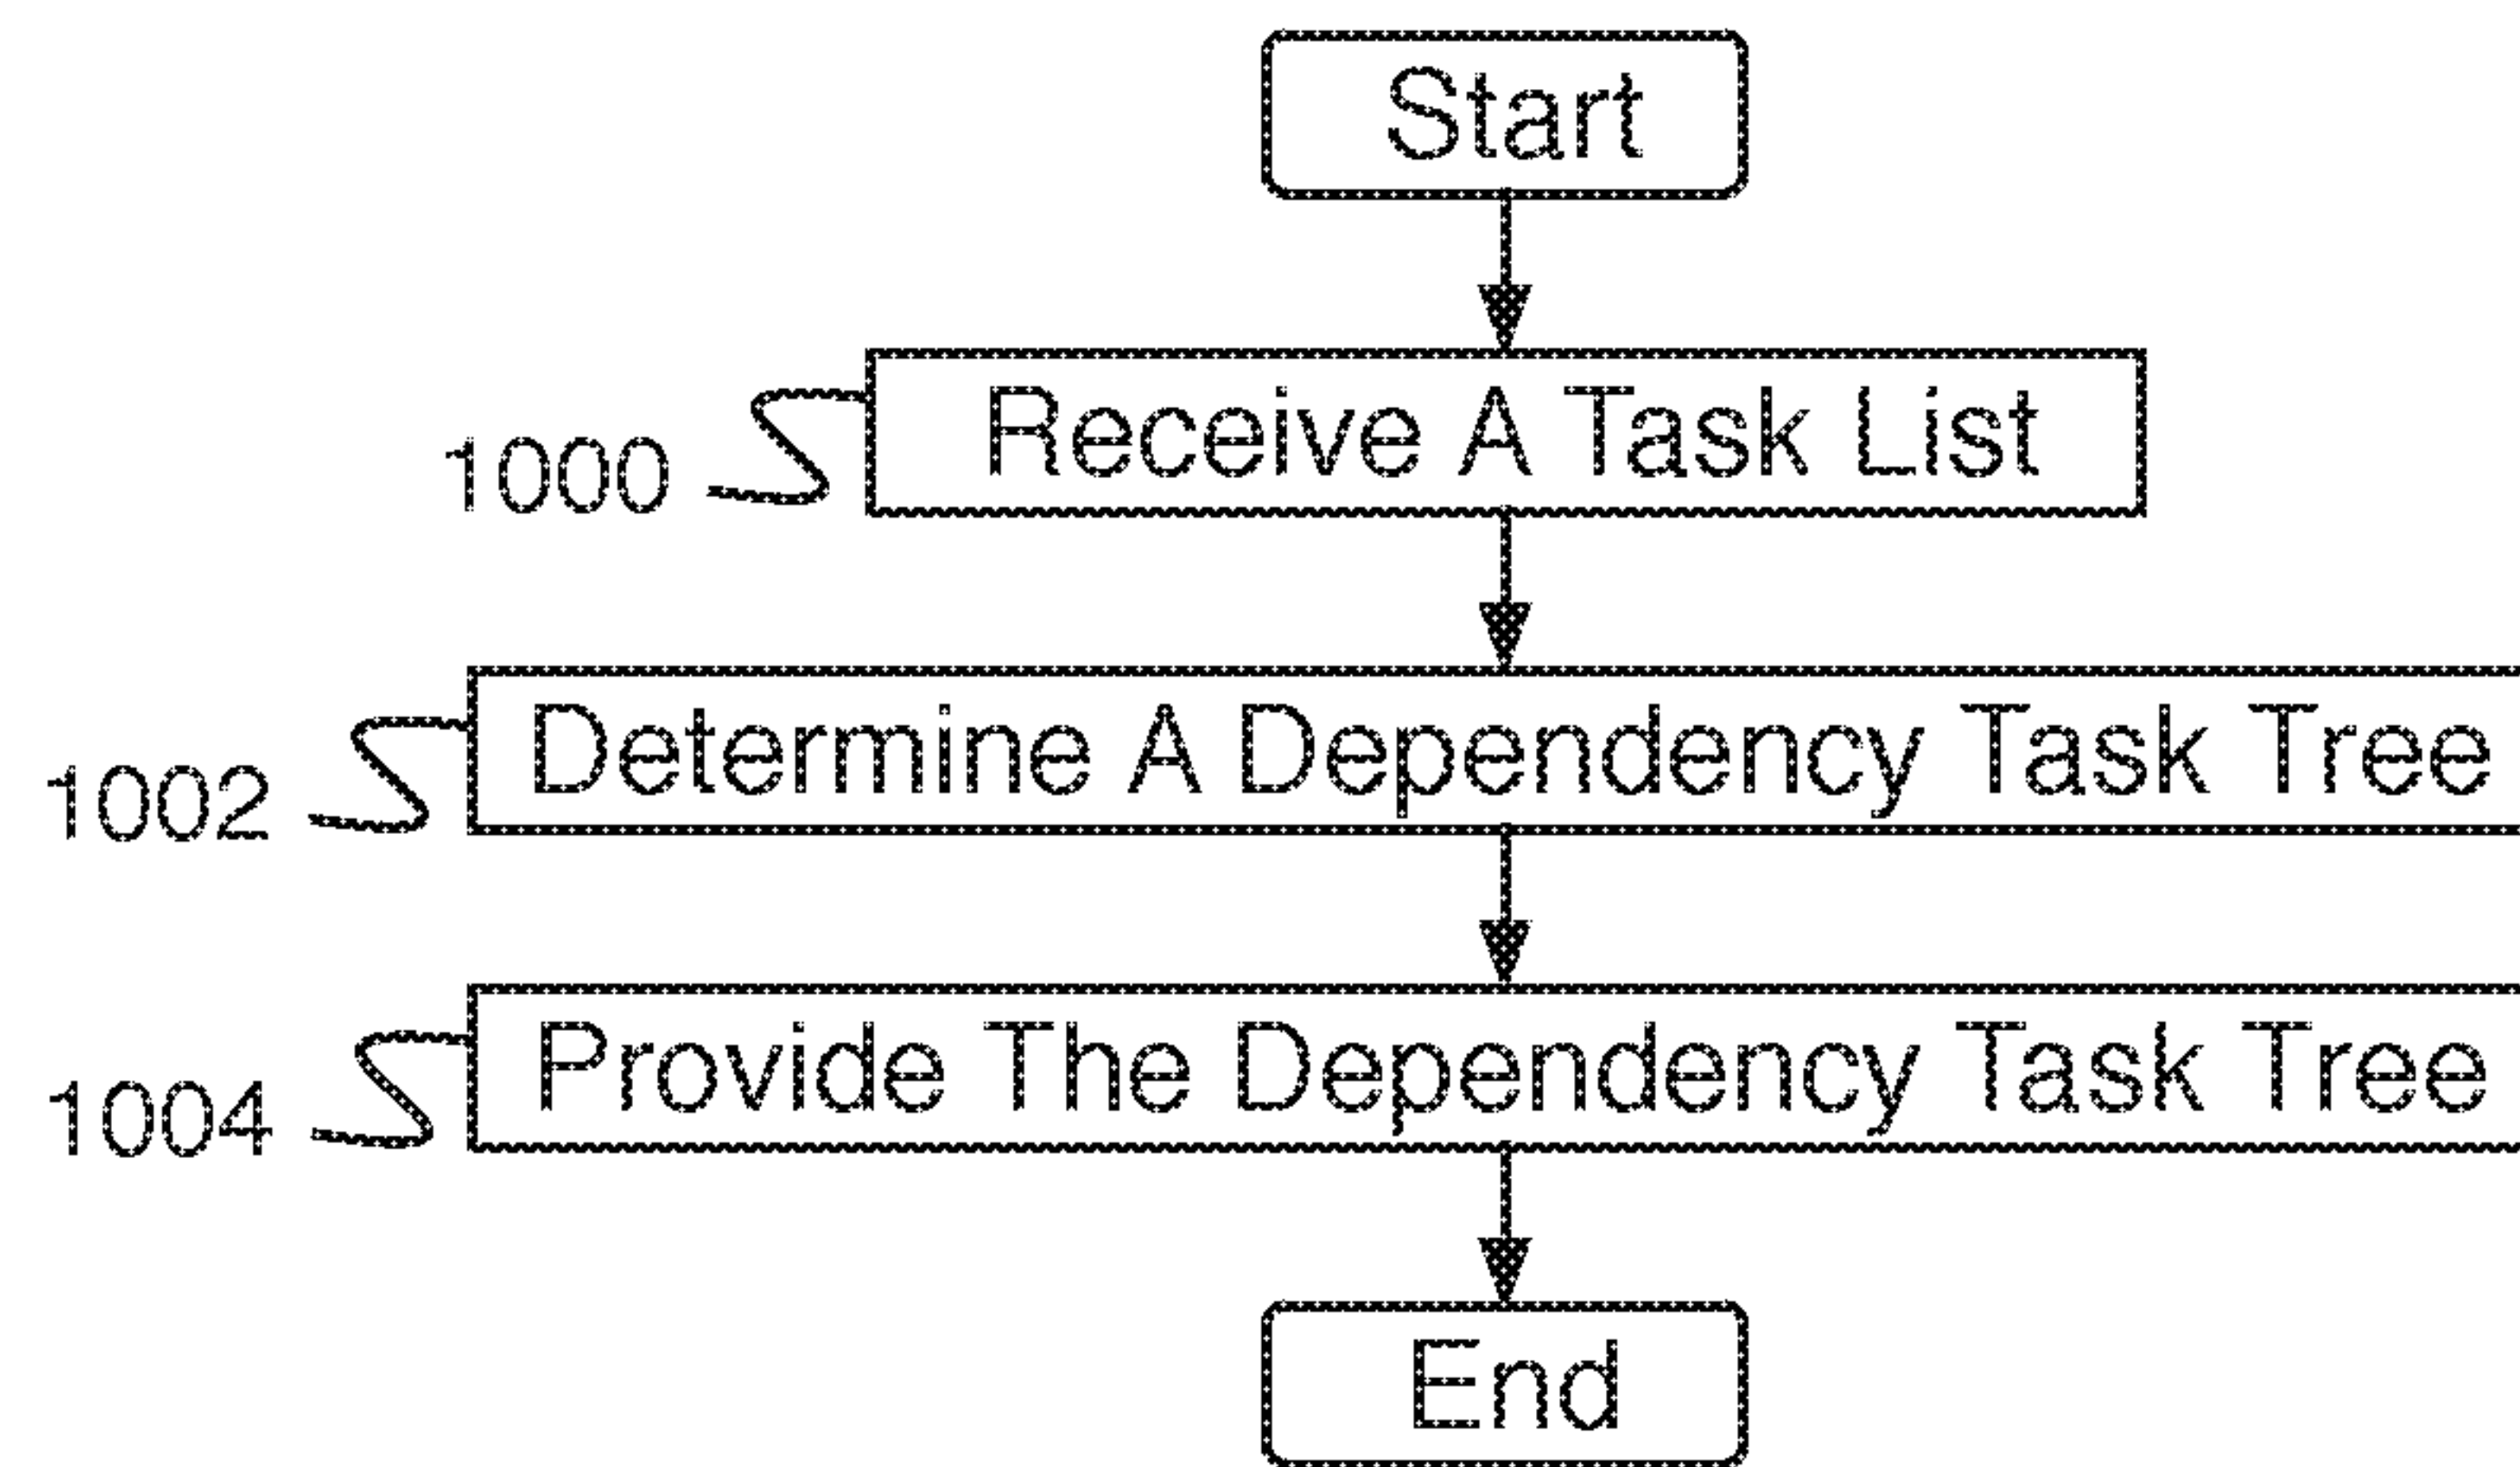 Start
Receive A Task List
1000
Determine A Dependency Task Tree
1002
Provide The Dependency Task Tree
1004
End